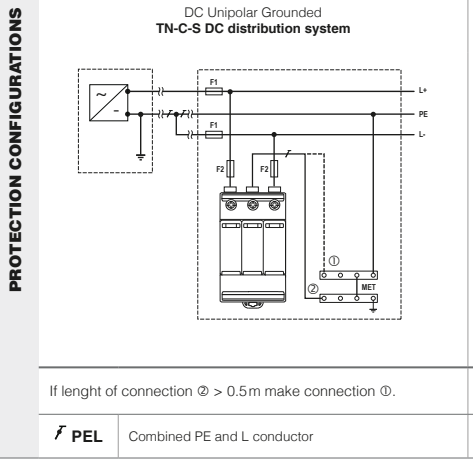 PROTECTION CONFIGURATIONS
DC Unipolar Grounded
TN-C-S DC distribution system
F1
L+
PE
F1
L-
F2
F2
①
②
MET
If lenght of connection ② > 0.5 m make connection ①.
PEL
Combined PE and L conductor